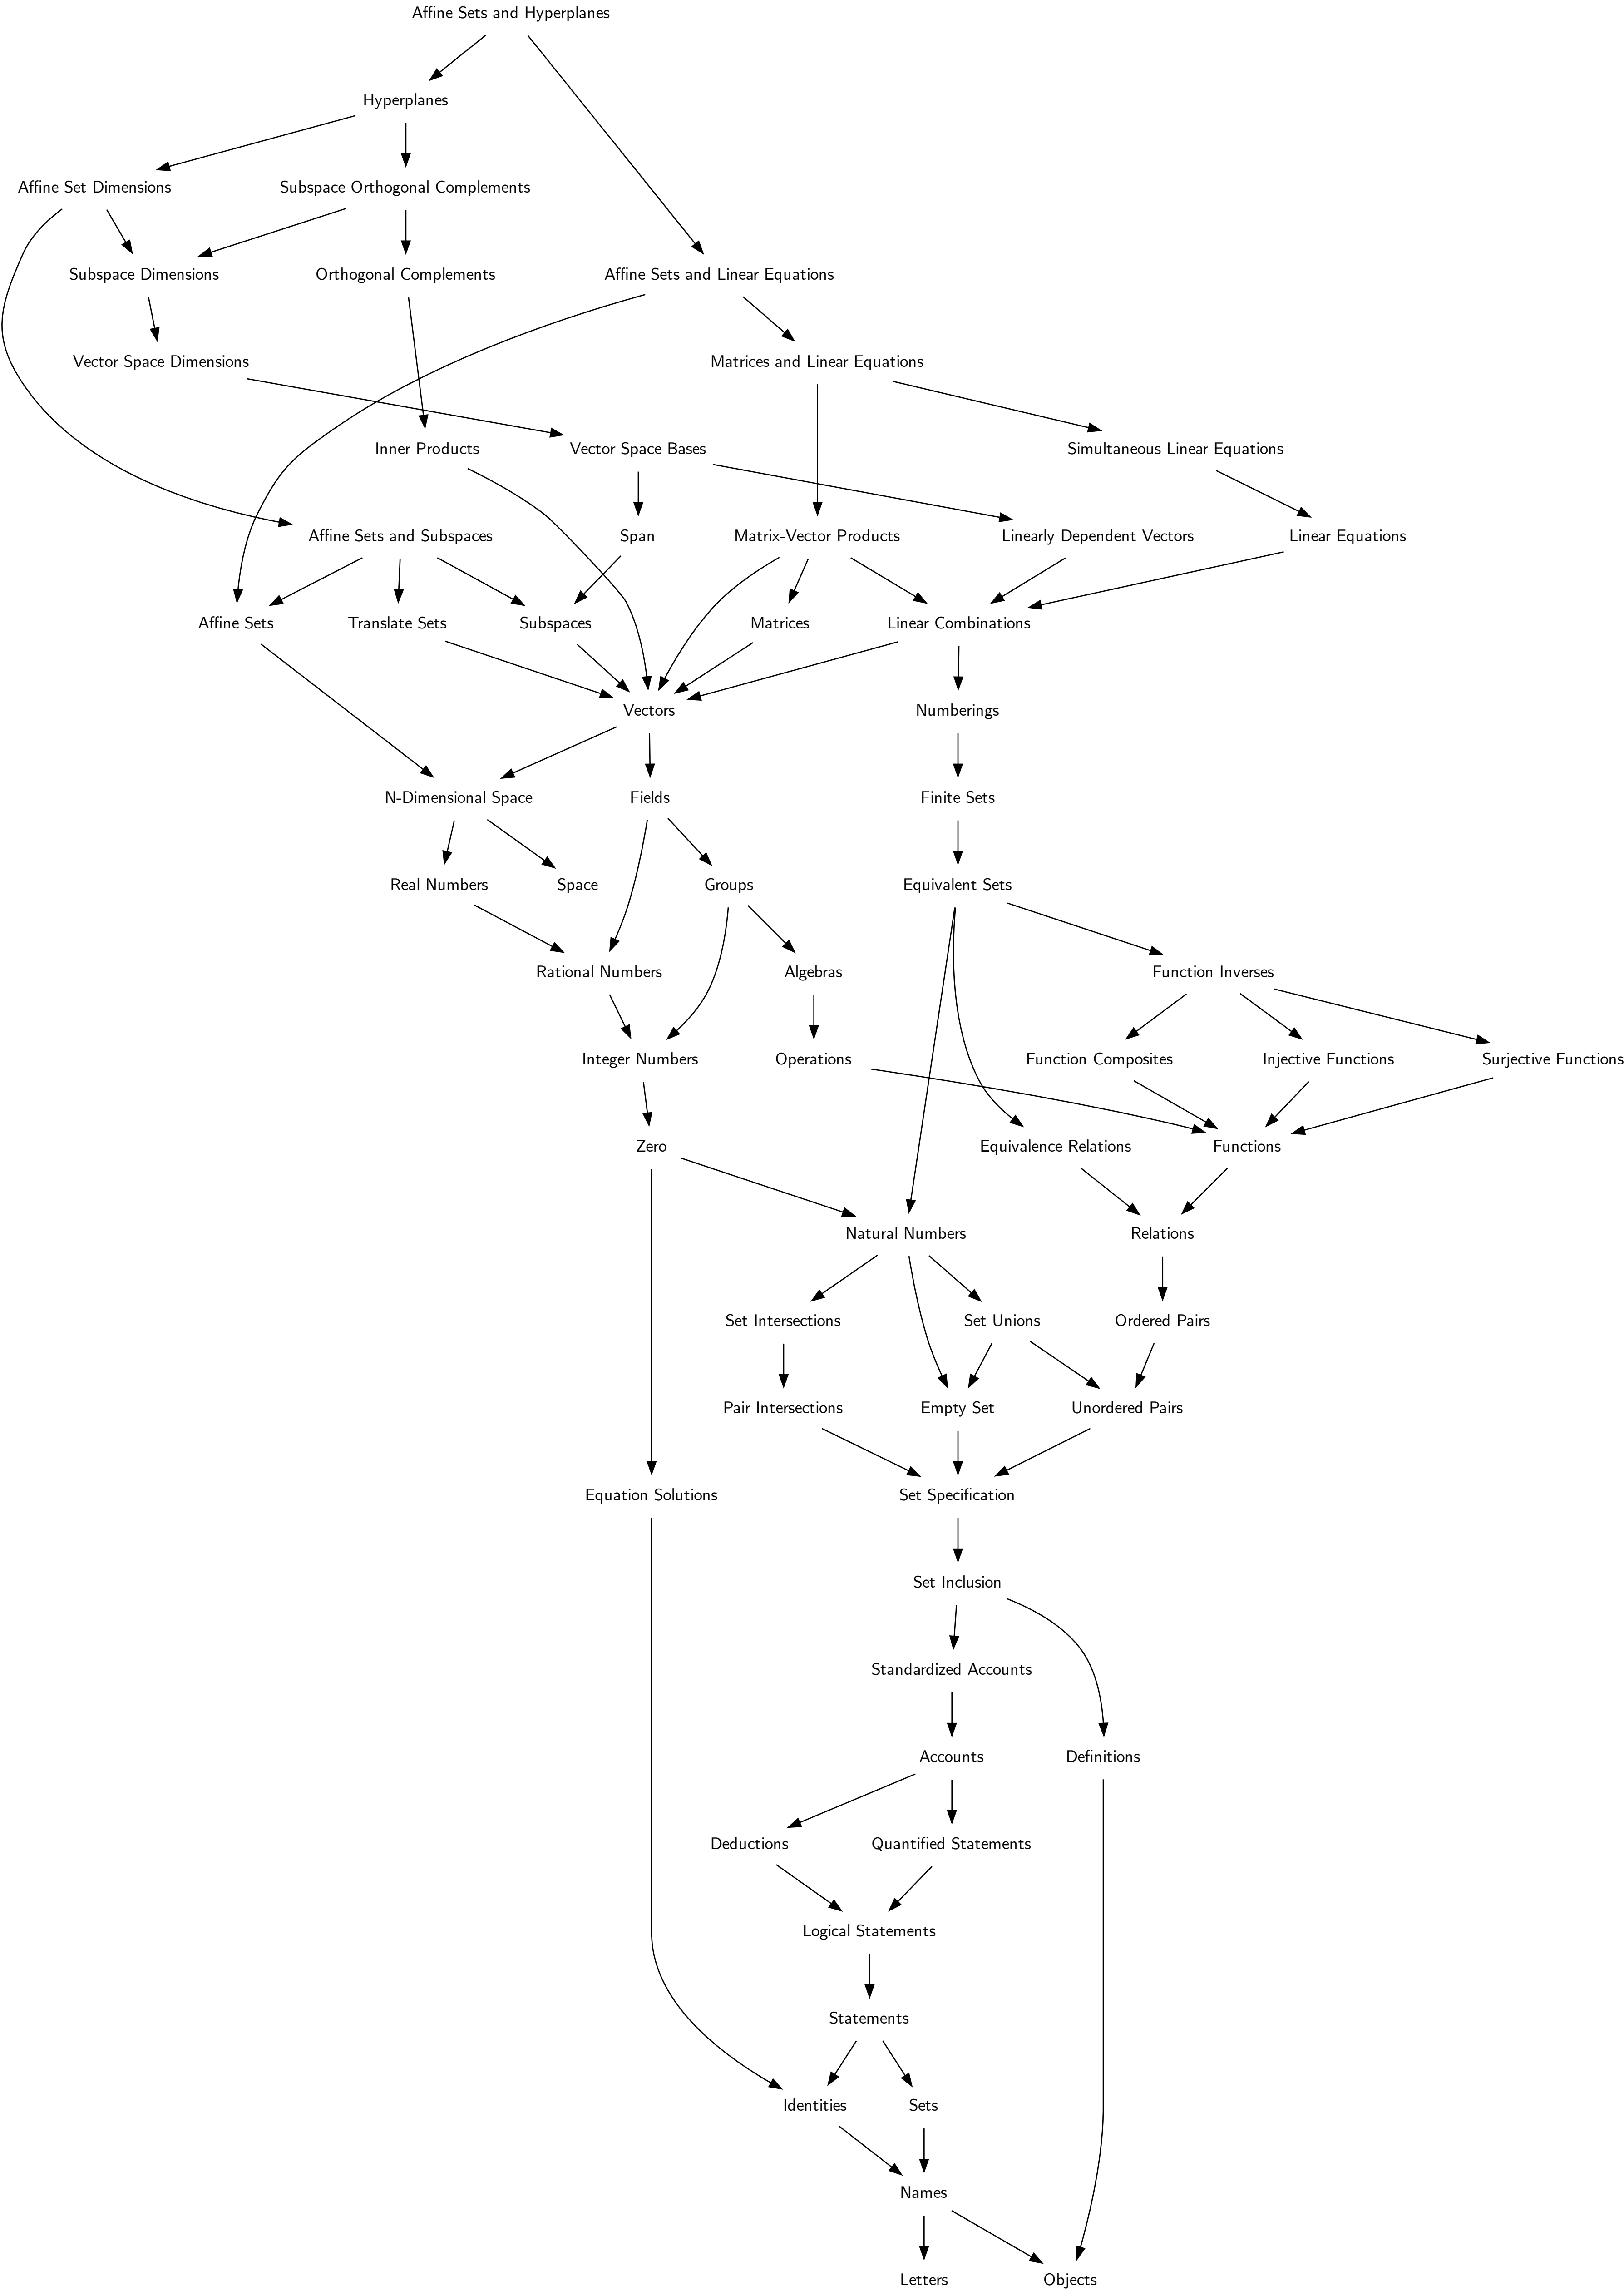 Affine Sets and Hyperplanes
Hyperplanes
Affine Set Dimensions
Subspace Orthogonal Complements
Subspace Dimensions
Orthogonal Complements
Affine Sets and Linear Equations
Vector Space Dimensions
Matrices and Linear Equations
Inner Products
Vector Space Bases
Simultaneous Linear Equations
Affine Sets and Subspaces
Span
Matrix-Vector Products
Linearly Dependent Vectors
Linear Equations
Affine Sets
Translate Sets
Subspaces
Matrices
Linear Combinations
Vectors
Numberings
N-Dimensional Space
Fields
Finite Sets
Real Numbers
Space
Groups
Equivalent Sets
Rational Numbers
Algebras
Function Inverses
Integer Numbers
Operations
Function Composites
Injective Functions
Surjective Functions
Zero
Equivalence Relations
Functions
Natural Numbers
Relations
Set Intersections
Set Unions
Ordered Pairs
Pair Intersections
Empty Set
Unordered Pairs
Equation Solutions
Set Specification
Set Inclusion
Standardized Accounts
Accounts
Definitions
Deductions
Quantified Statements
Logical Statements
Statements
Identities
Sets
Names
Letters
Objects